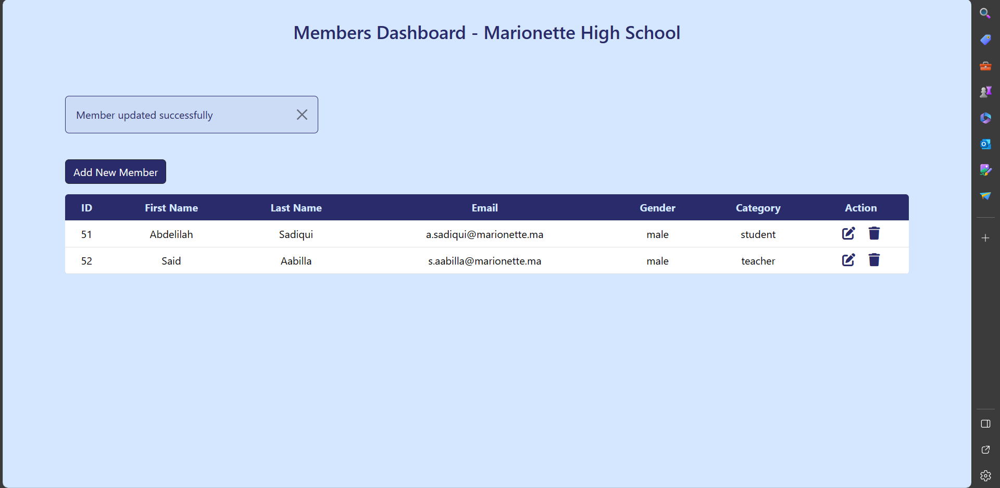 Members Dashboard - Marionette High School
Member updated successfully
Add New Member
ID First Name Last Name Email Gender Category Action
51 Abdelilah Sadiqui a.sadiqui@marionette.ma male student
52 Said Aabilla s.aabilla@marionette.ma male teacher